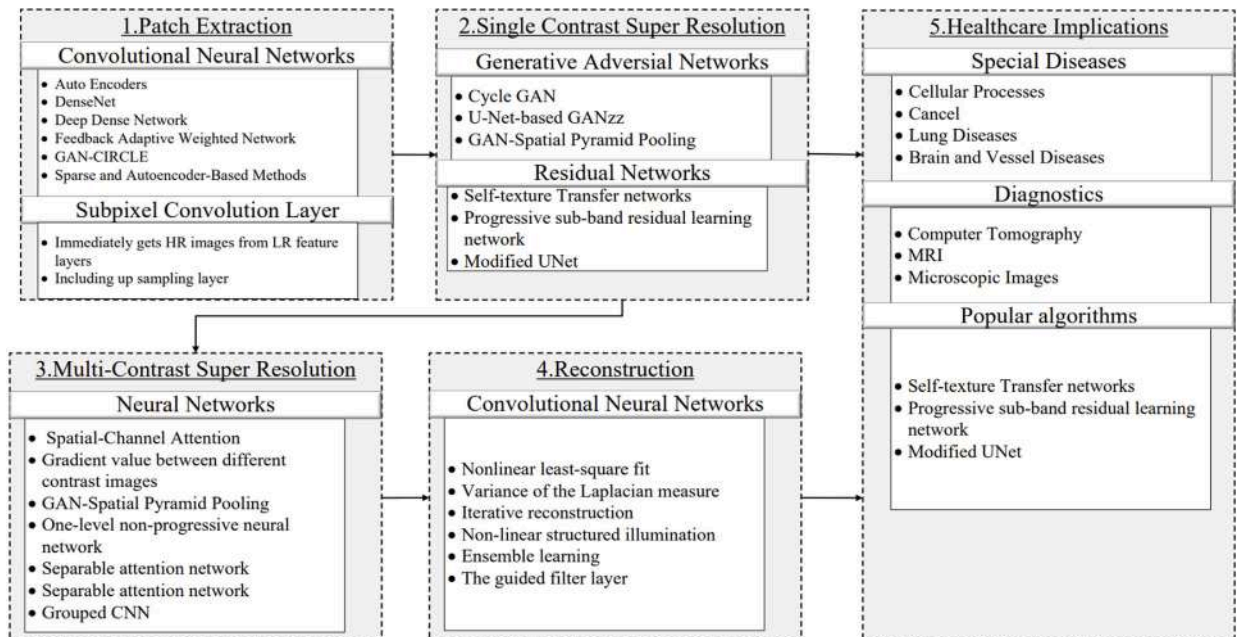 1.Patch Extraction
Convolutional Neural Networks
• Auto Encoders
• DenseNet
• Deep Dense Network
• Feedback Adaptive Weighted Network
• GAN-CIRCLE
• Sparse and Autoencoder-Based Methods
Subpixel Convolution Layer
• Immediately gets HR images from LR feature
layers
• Including up sampling layer
2.Single Contrast Super Resolution
Generative Adversial Networks
• Cycle GAN
• U-Net-based GANzz
• GAN-Spatial Pyramid Pooling
Residual Networks
• Self-texture Transfer networks
• Progressive sub-band residual learning
network
• Modified UNet
3.Multi-Contrast Super Resolution
Neural Networks
• Spatial-Channel Attention
• Gradient value between different
contrast images
• GAN-Spatial Pyramid Pooling
• One-level non-progressive neural
network
• Separable attention network
• Separable attention network
• Grouped CNN
4.Reconstruction
Convolutional Neural Networks
• Nonlinear least-square fit
• Variance of the Laplacian measure
• Iterative reconstruction
• Non-linear structured illumination
• Ensemble learning
• The guided filter layer
5.Healthcare Implications
Special Diseases
• Cellular Processes
• Cancel
• Lung Diseases
• Brain and Vessel Diseases
Diagnostics
• Computer Tomography
• MRI
• Microscopic Images
Popular algorithms
• Self-texture Transfer networks
• Progressive sub-band residual learning
network
• Modified UNet